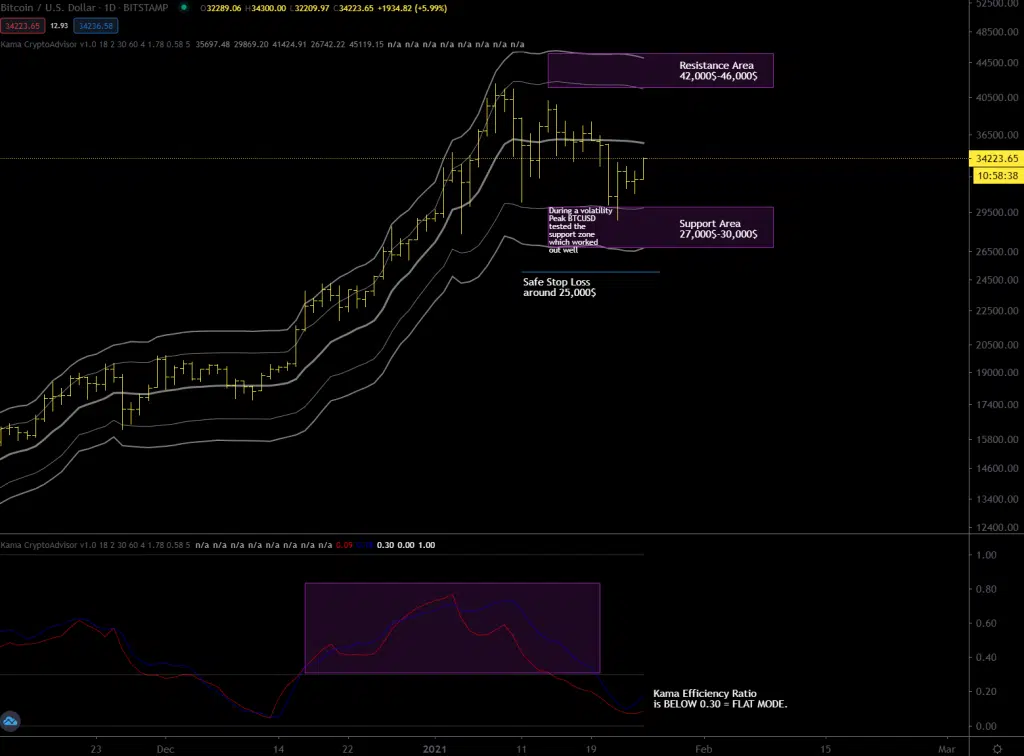 Bitcoin / U.S. Dollar · 1D · BITSTAMP O32289.06 H34300.00 L32209.97 C34223.65 +1934.82 (+5.99%)
34223.65 12.93 34236.58
Kama CryptoAdvisor v1.0 18 2 30 60 4 1.78 0.58 5 35697.48 29869.20 41424.91 26742.22 45119.15 n/a n/a n/a n/a n/a n/a n/a n/a
52500.00
48500.00
44500.00
40500.00
36500.00
34223.65
10:58:38
29500.00
26500.00
24500.00
22500.00
20500.00
19000.00
17400.00
15800.00
14600.00
13400.00
12400.00
Resistance Area
42,000$-46,000$
During a volatility
Peak BTCUSD
tested the
support zone
which worked
out well
Support Area
27,000$-30,000$
Safe Stop Loss
around 25,000$
Kama CryptoAdvisor v1.0 18 2 30 60 4 1.78 0.58 5 n/a n/a n/a n/a n/a n/a n/a n/a 0.09 0.30 0.00 1.00
1.00
0.80
0.60
0.40
0.20
0.00
Kama Efficiency Ratio
is BELOW 0.30 = FLAT MODE.
23 Dec 14 22 2021 11 19 Feb 15 Mar